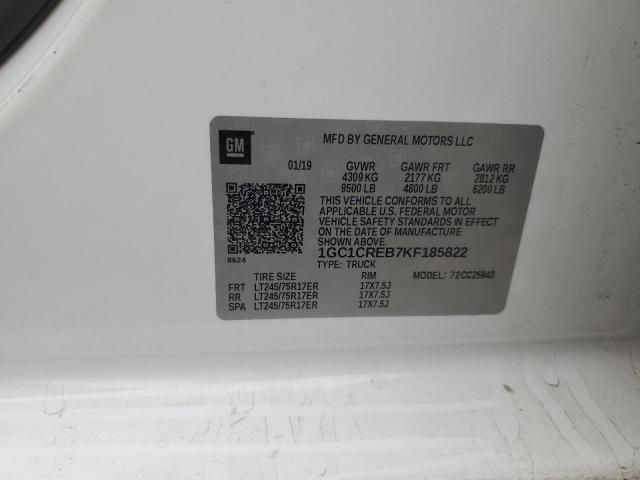 GM
MFD BY GENERAL MOTORS LLC
01/19 GVWR GAWR FRT GAWR RR
4309 KG 2177 KG 2812 KG
9500 LB 4800 LB 6200 LB
THIS VEHICLE CONFORMS TO ALL
APPLICABLE U.S. FEDERAL MOTOR
VEHICLE SAFETY STANDARDS IN EFFECT
ON THE DATE OF MANUFACTURE
SHOWN ABOVE.
1GC1CREB7KF185822
8624
TYPE: TRUCK
TIRE SIZE RIM MODEL: 72CC25943
FRT LT245/75R17ER 17X7.5J
RR LT245/75R17ER 17X7.5J
SPA LT245/75R17ER 17X7.5J